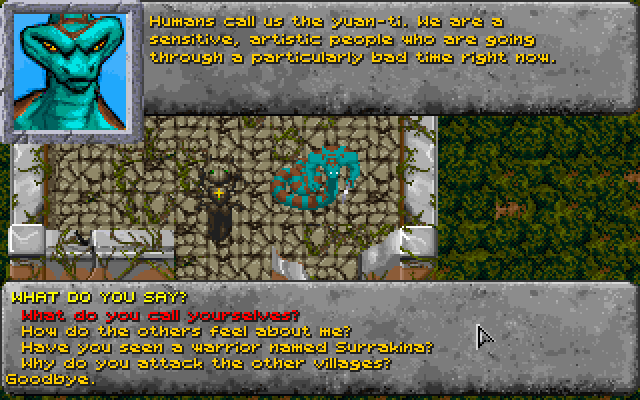 Humans call us the yuan-ti. We are a
sensitive, artistic people who are going
through a particularly bad time right now.
WHAT DO YOU SAY?
What do you call yourselves?
How do the others feel about me?
Have you seen a warrior named Surrakina?
Why do you attack the other villages?
Goodbye.